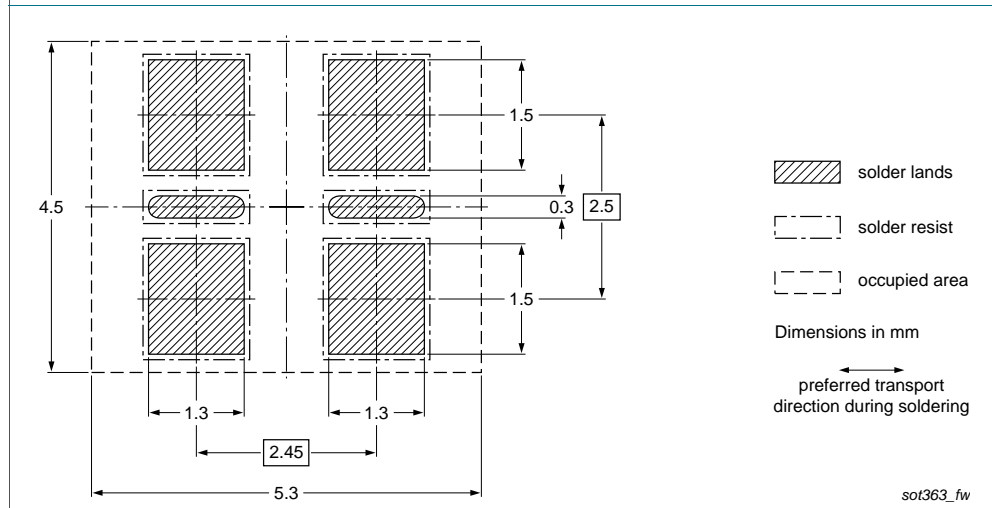 1.5
4.5
0.3
2.5
1.5
1.3
1.3
2.45
5.3
solder lands
solder resist
occupied area
Dimensions in mm
preferred transport
direction during soldering
sot363_fw